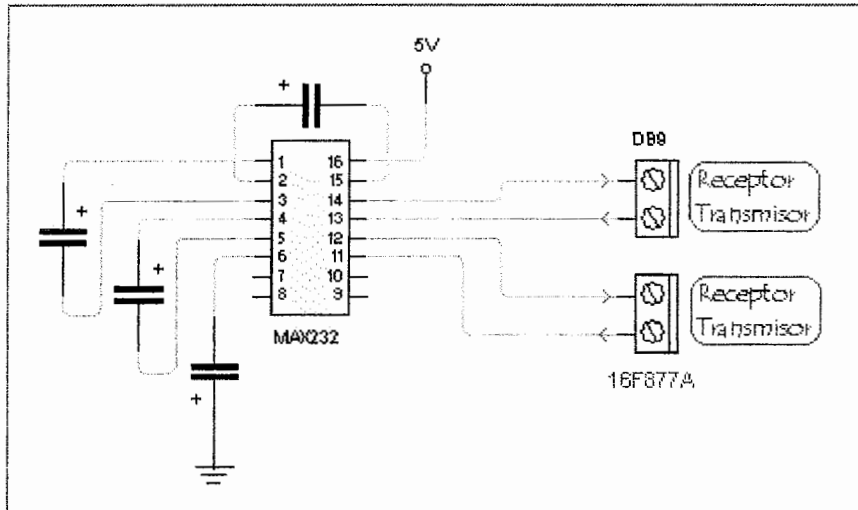 5V
+
DB9
1 16
2 15
3 14
4 13
5 12
6 11
7 10
8 9
+
+
+
MAX232
Receptor
Transmisor
Receptor
Transmisor
16F877A